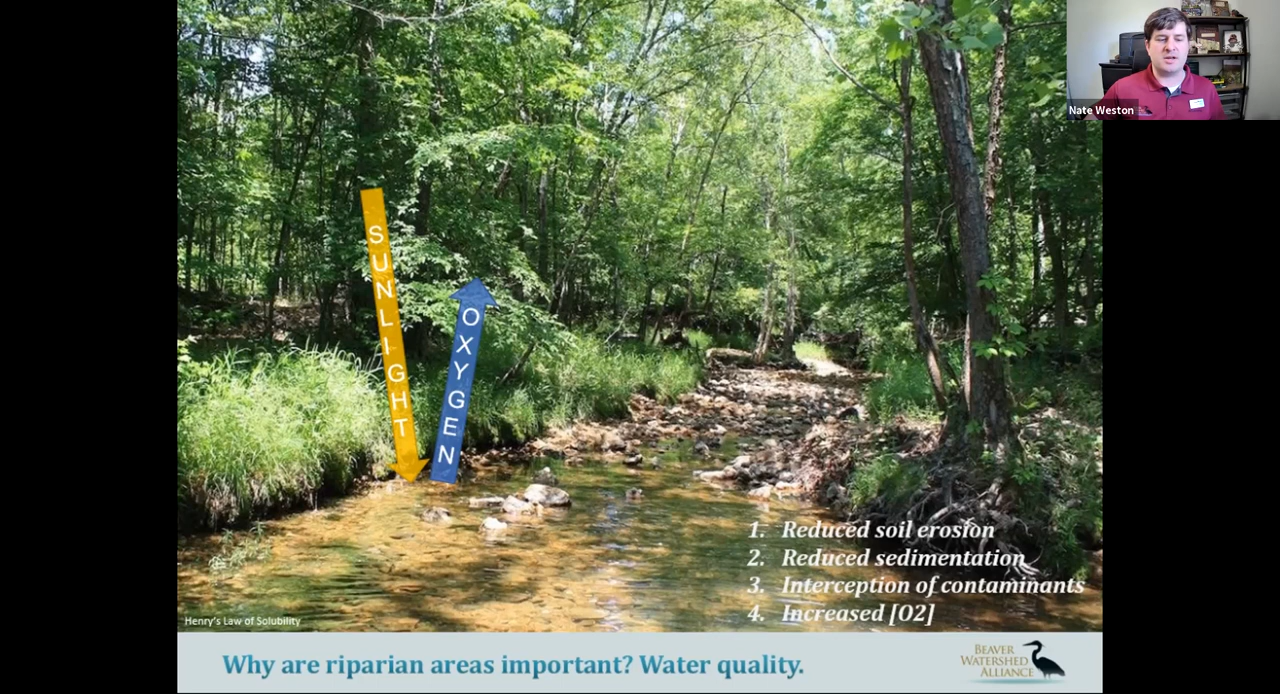 Nate Weston
SUNLIGHT
OXYGEN
1. Reduced soil erosion
2. Reduced sedimentation
3. Interception of contaminants
4. Increased [O2]
Henry's Law of Solubility
Why are riparian areas important? Water quality.
BEAVER
WATERSHED
ALLIANCE